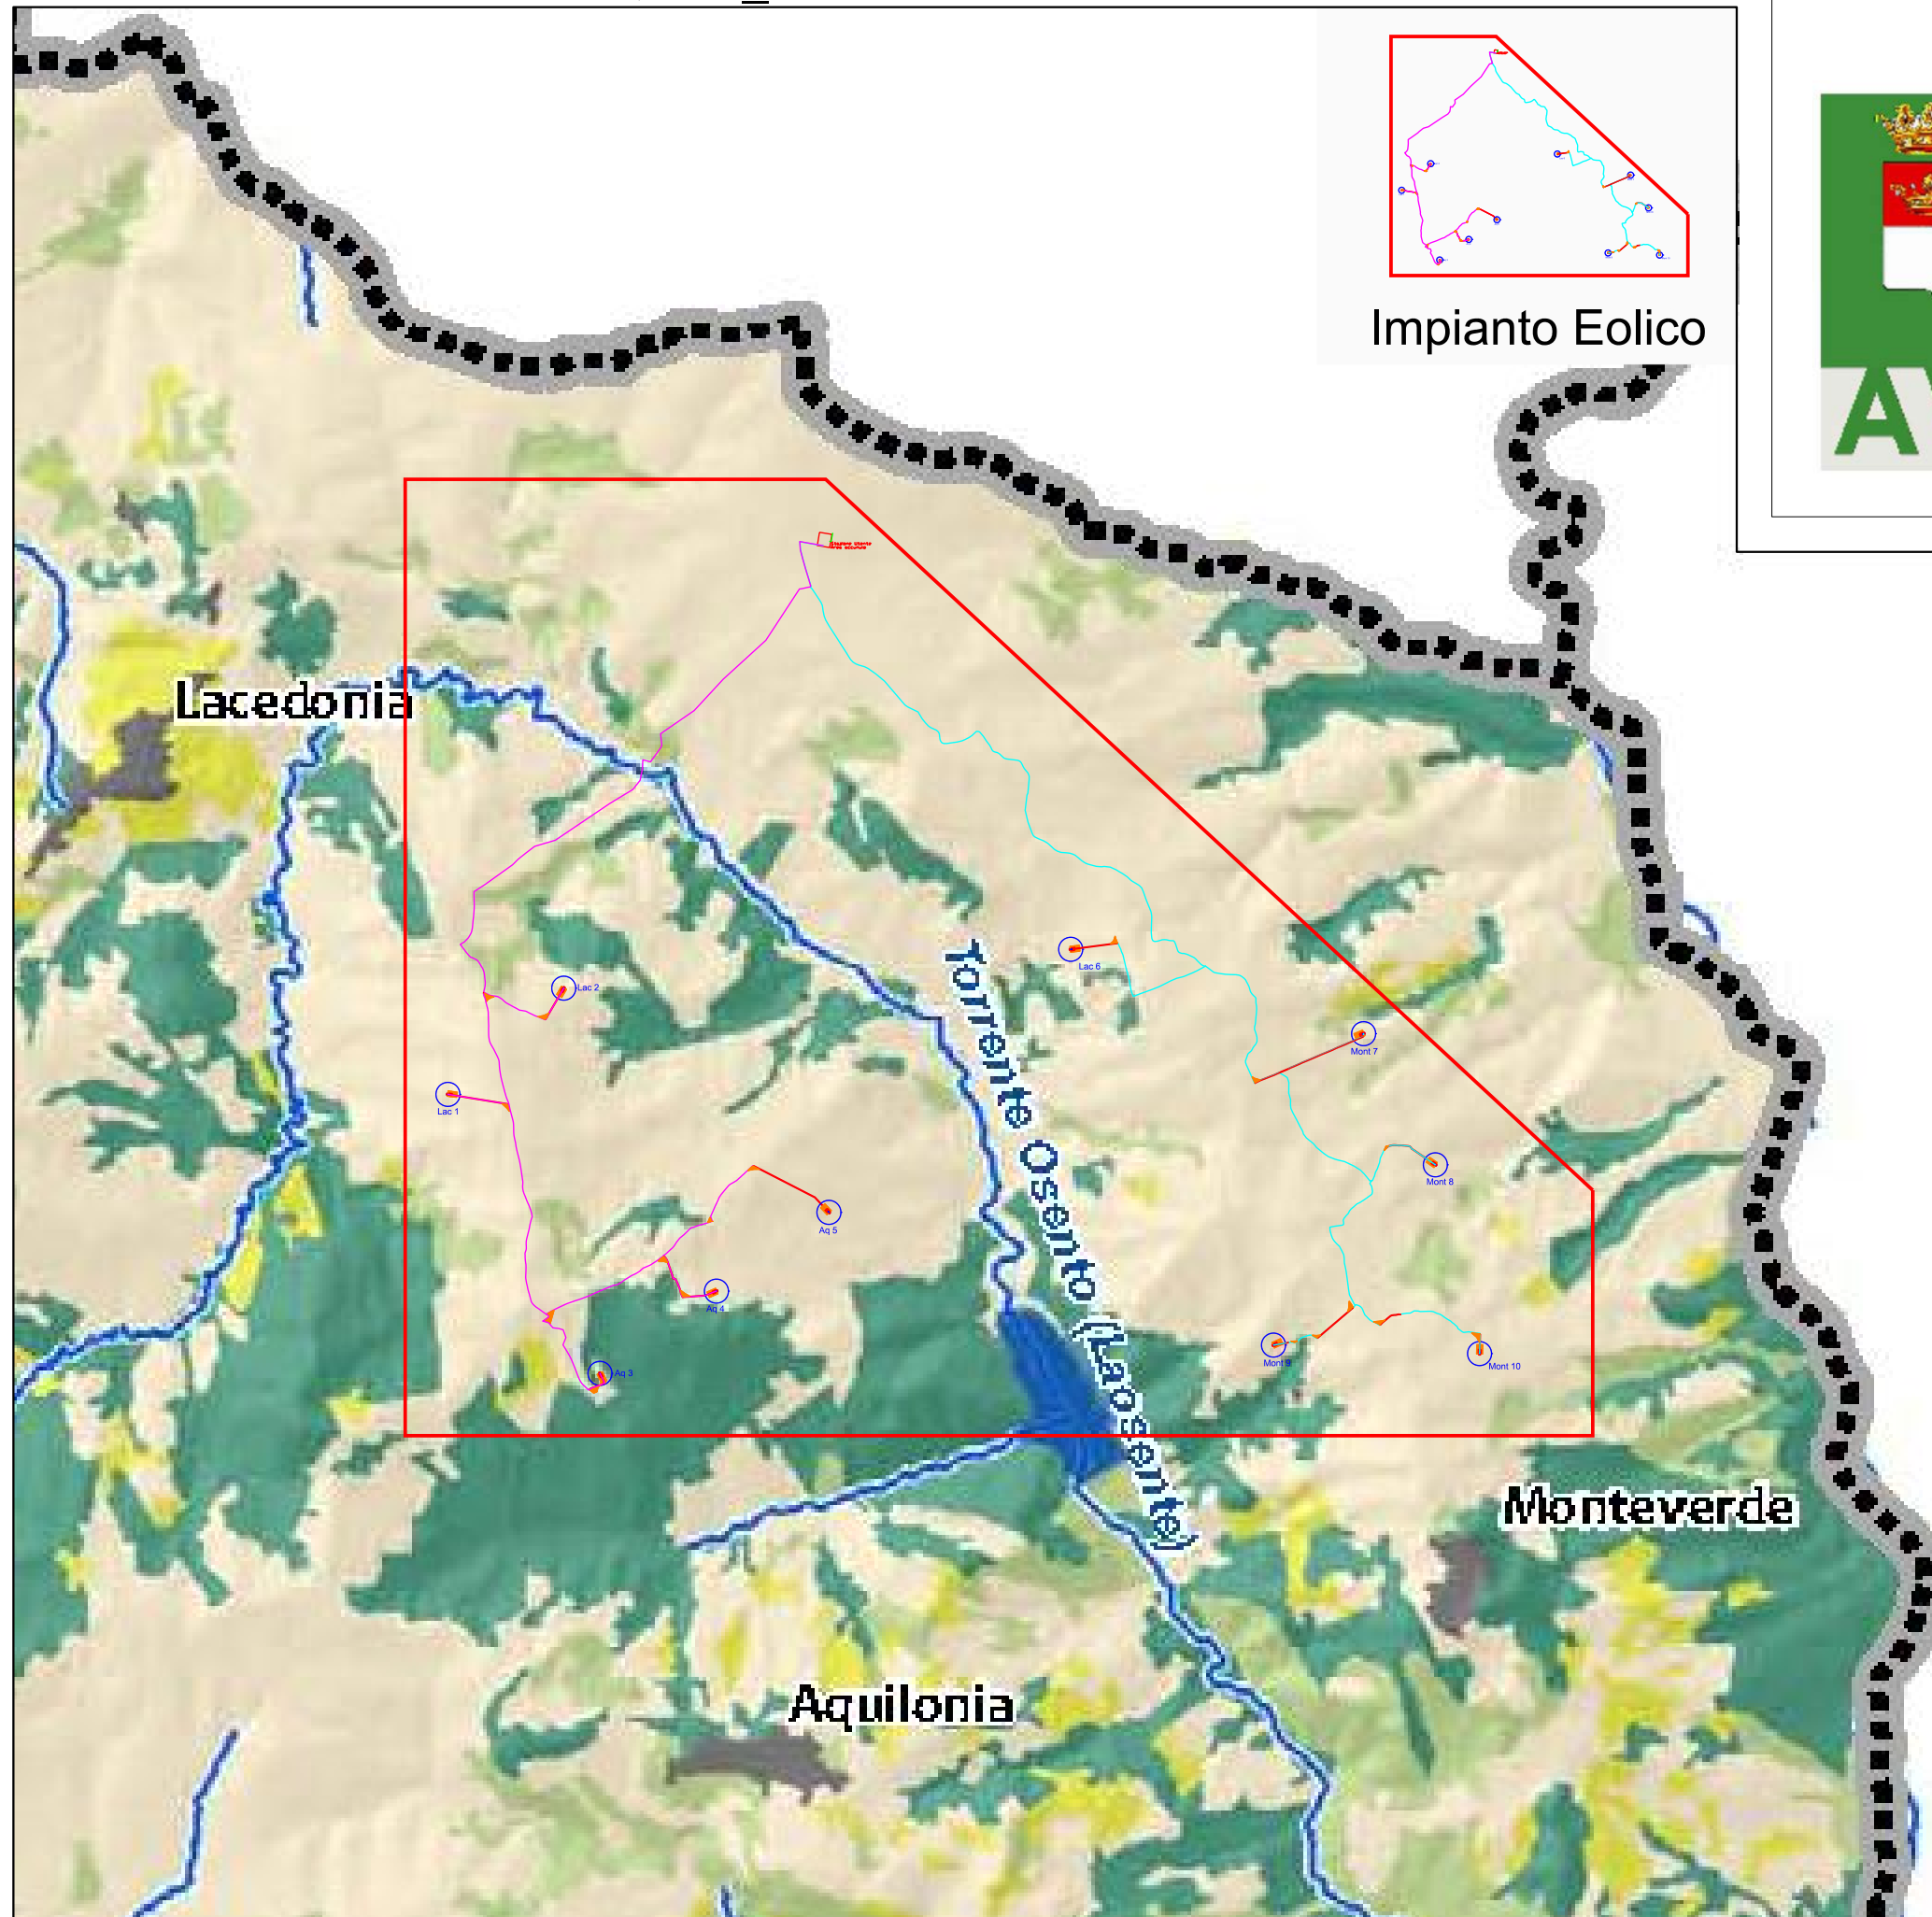 Impianto Eolico
A
Lacedonia
Lac 6
Lac 2
Torrente Osento (Laosente)
Mont 7
Lac 1
Mont 8
Aq 5
Aq 4
Mont 9
Mont 10
Aq 3
Monteverde
Aquilonia